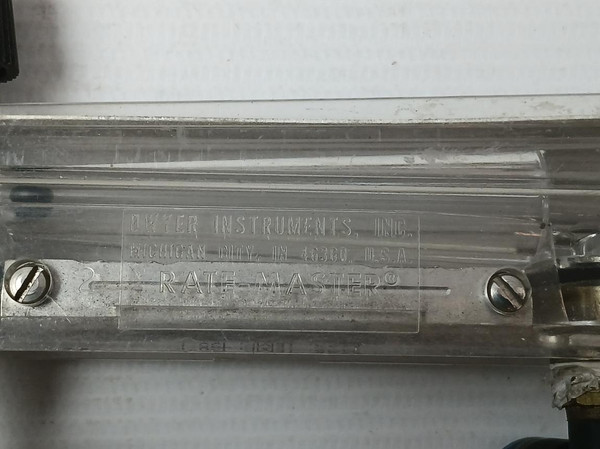 DWYER INSTRUMENTS, INC.
MICHIGAN CITY, IN 46360, U.S.A.
RATE-MASTER®